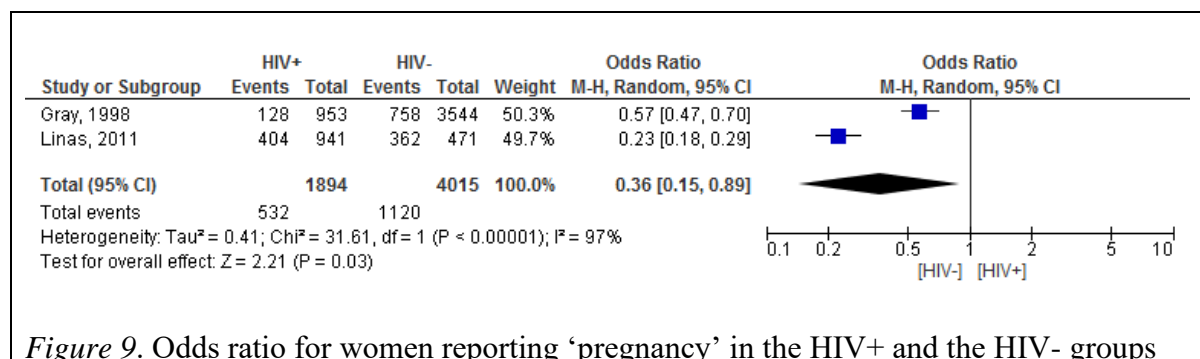 HIV+ HIV- Odds Ratio Odds Ratio
Study or Subgroup Events Total Events Total Weight M-H, Random, 95% CI M-H, Random, 95% CI
Gray, 1998 128 953 758 3544 50.3% 0.57 [0.47, 0.70]
Linas, 2011 404 941 362 471 49.7% 0.23 [0.18, 0.29]
Total (95% CI) 1894 4015 100.0% 0.36 [0.15, 0.89]
Total events 532 1120
Heterogeneity: Tau² = 0.41; Chi² = 31.61, df = 1 (P < 0.00001); I² = 97%
Test for overall effect: Z = 2.21 (P = 0.03)
0.1 0.2 0.5 1 2 5 10
[HIV-] [HIV+]
Figure 9. Odds ratio for women reporting ‘pregnancy’ in the HIV+ and the HIV- groups